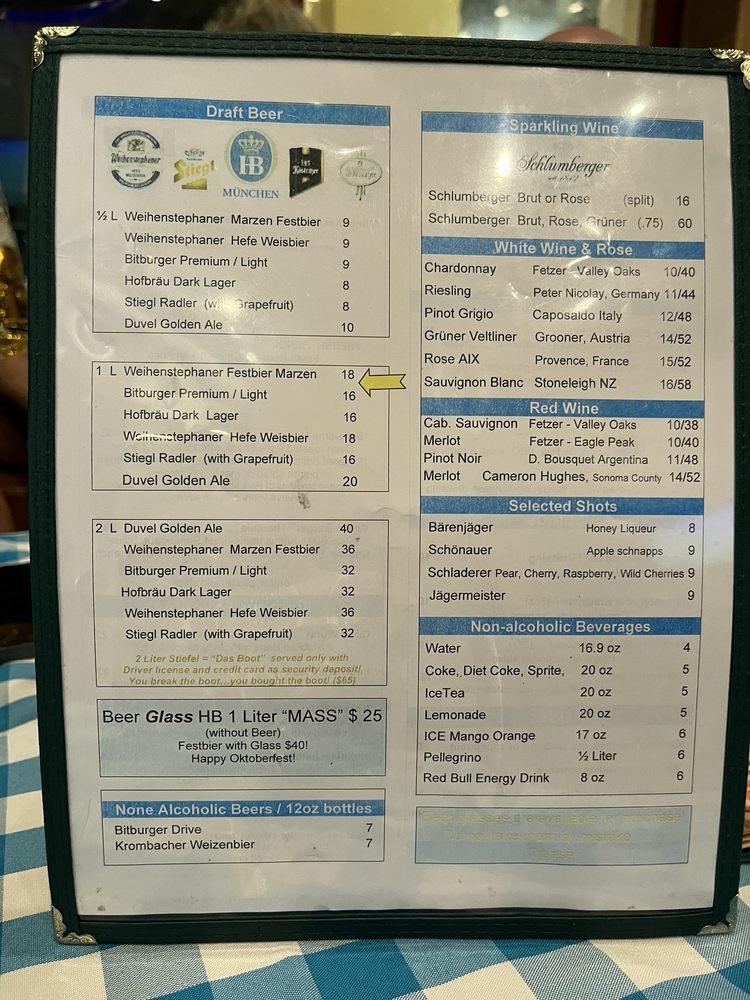 Draft Beer
Weihenstephaner
Stiegl
HB
MÜNCHEN
Köstritzer
½ L Weihenstephaner Marzen Festbier 9
Weihenstephaner Hefe Weisbier 9
Bitburger Premium / Light 9
Hofbräu Dark Lager 8
Stiegl Radler (with Grapefruit) 8
Duvel Golden Ale 10
1 L Weihenstephaner Festbier Marzen 18
Bitburger Premium / Light 16
Hofbräu Dark Lager 16
Weihenstephaner Hefe Weisbier 18
Stiegl Radler (with Grapefruit) 16
Duvel Golden Ale 20
2 L Duvel Golden Ale 40
Weihenstephaner Marzen Festbier 36
Bitburger Premium / Light 32
Hofbräu Dark Lager 32
Weihenstephaner Hefe Weisbier 36
Stiegl Radler (with Grapefruit) 32
2 Liter Stiefel = "Das Boot" served only with
Driver license and credit card as security deposit!
You break the boot...you bought the boot! ($65)
Beer Glass HB 1 Liter "MASS" $ 25
(without Beer)
Festbier with Glass $40!
Happy Oktoberfest!
None Alcoholic Beers / 12oz bottles
Bitburger Drive 7
Krombacher Weizenbier 7
Sparkling Wine
Schlumberger
Schlumberger Brut or Rose (split) 16
Schlumberger Brut, Rose, Grüner (.75) 60
White Wine & Rose
Chardonnay Fetzer - Valley Oaks 10/40
Riesling Peter Nicolay, Germany 11/44
Pinot Grigio Caposaldo Italy 12/48
Grüner Veltliner Grooner, Austria 14/52
Rose AIX Provence, France 15/52
Sauvignon Blanc Stoneleigh NZ 16/58
Red Wine
Cab. Sauvignon Fetzer - Valley Oaks 10/38
Merlot Fetzer - Eagle Peak 10/40
Pinot Noir D. Bousquet Argentina 11/48
Merlot Cameron Hughes, Sonoma County 14/52
Selected Shots
Bärenjäger Honey Liqueur 8
Schönauer Apple schnapps 9
Schladerer Pear, Cherry, Raspberry, Wild Cherries 9
Jägermeister 9
Non-alcoholic Beverages
Water 16.9 oz 4
Coke, Diet Coke, Sprite, 20 oz 5
IceTea 20 oz 5
Lemonade 20 oz 5
ICE Mango Orange 17 oz 6
Pellegrino ½ Liter 6
Red Bull Energy Drink 8 oz 6
Beer glasses are available for purchase
Do not take them by mistake
Please